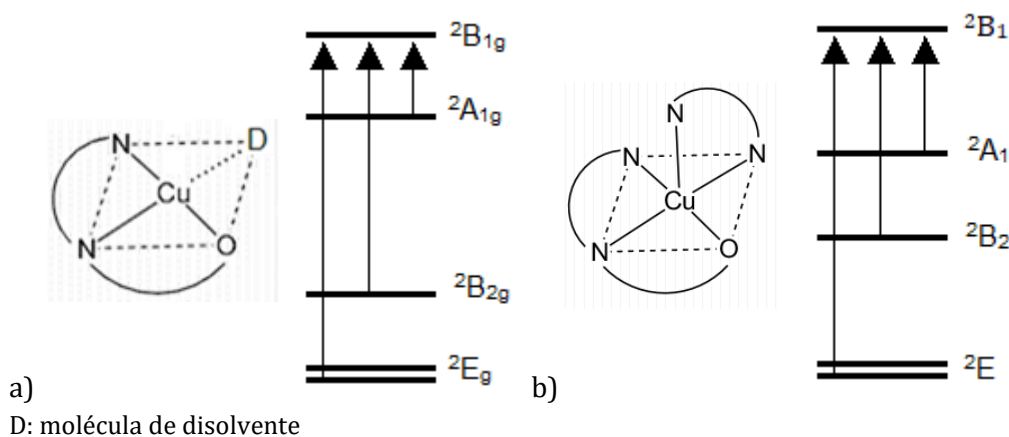 ²B₁g
²A₁g
²B₂g
²Eg
N
D
Cu
N
O
a)
²B₁
²A₁
²B₂
²E
N
N
N
Cu
N
O
b)
D: molécula de disolvente